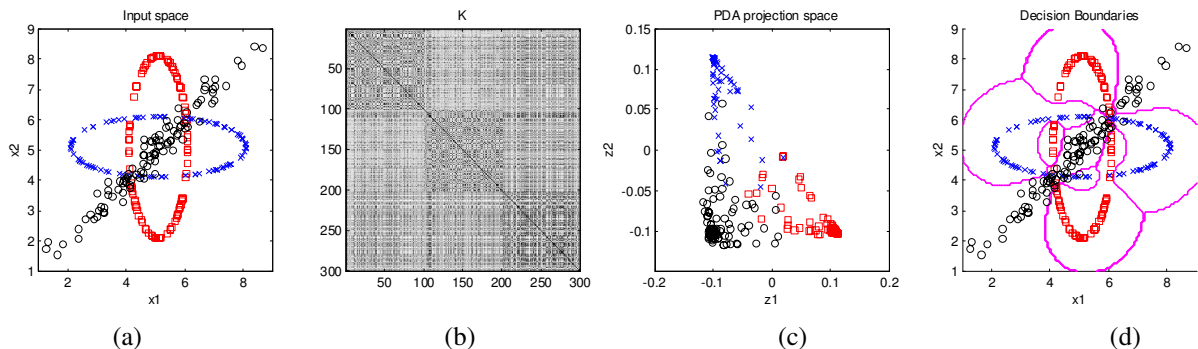 Input space
9
8
7
6
5
4
3
2
1
x2
2 4 6 8
x1
(a)
K
50
100
150
200
250
300
50 100 150 200 250 300
(b)
PDA projection space
0.15
0.1
0.05
0
-0.05
-0.1
z2
-0.2 -0.1 0 0.1 0.2
z1
(c)
Decision Boundaries
9
8
7
6
5
4
3
2
1
x2
2 4 6 8
x1
(d)